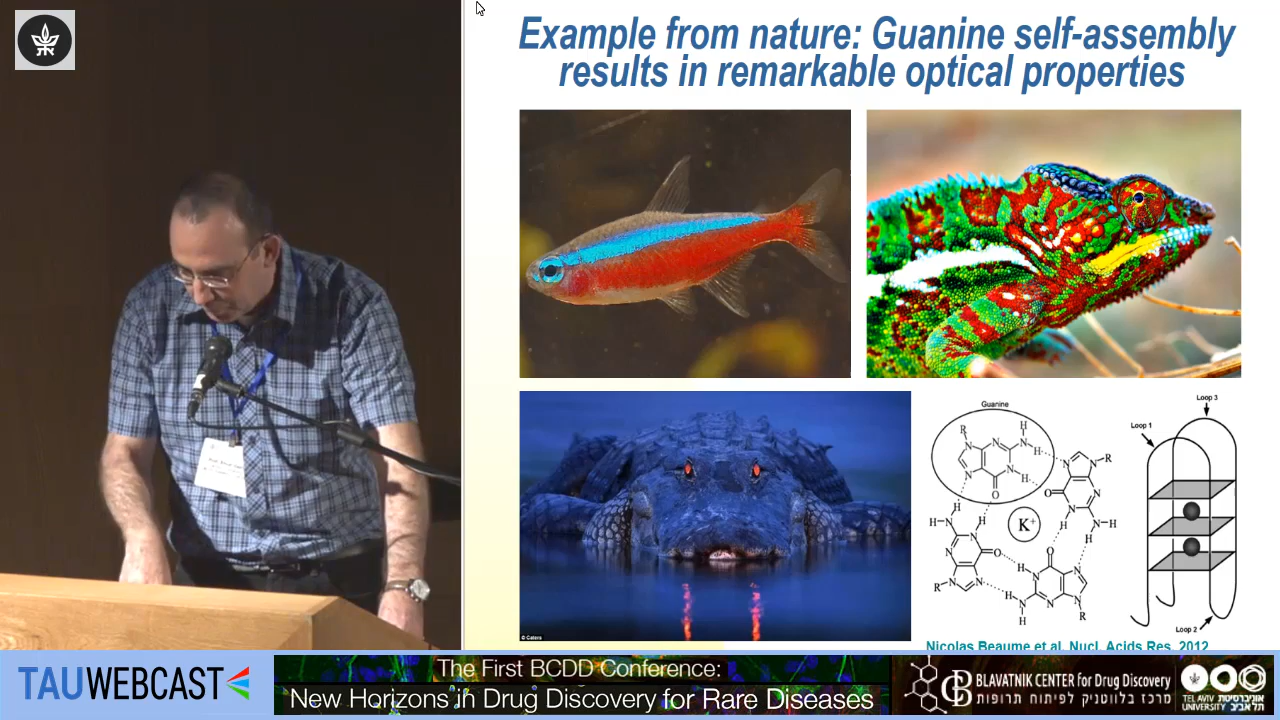 Example from nature: Guanine self-assembly
results in remarkable optical properties
© Caters
Guanine
R
N
N
N
N
N
H
H
H
O
K+
Loop 1
Loop 2
Loop 3
Nicolas Beaume et al. Nucl. Acids Res. 2012
TAUWEBCAST
The First BCDD Conference:
New Horizons in Drug Discovery for Rare Diseases
BLAVATNIK CENTER for Drug Discovery
מרכז בלווטניק לפיתוח תרופות
TEL AVIV UNIVERSITY
אוניברסיטת תל אביב